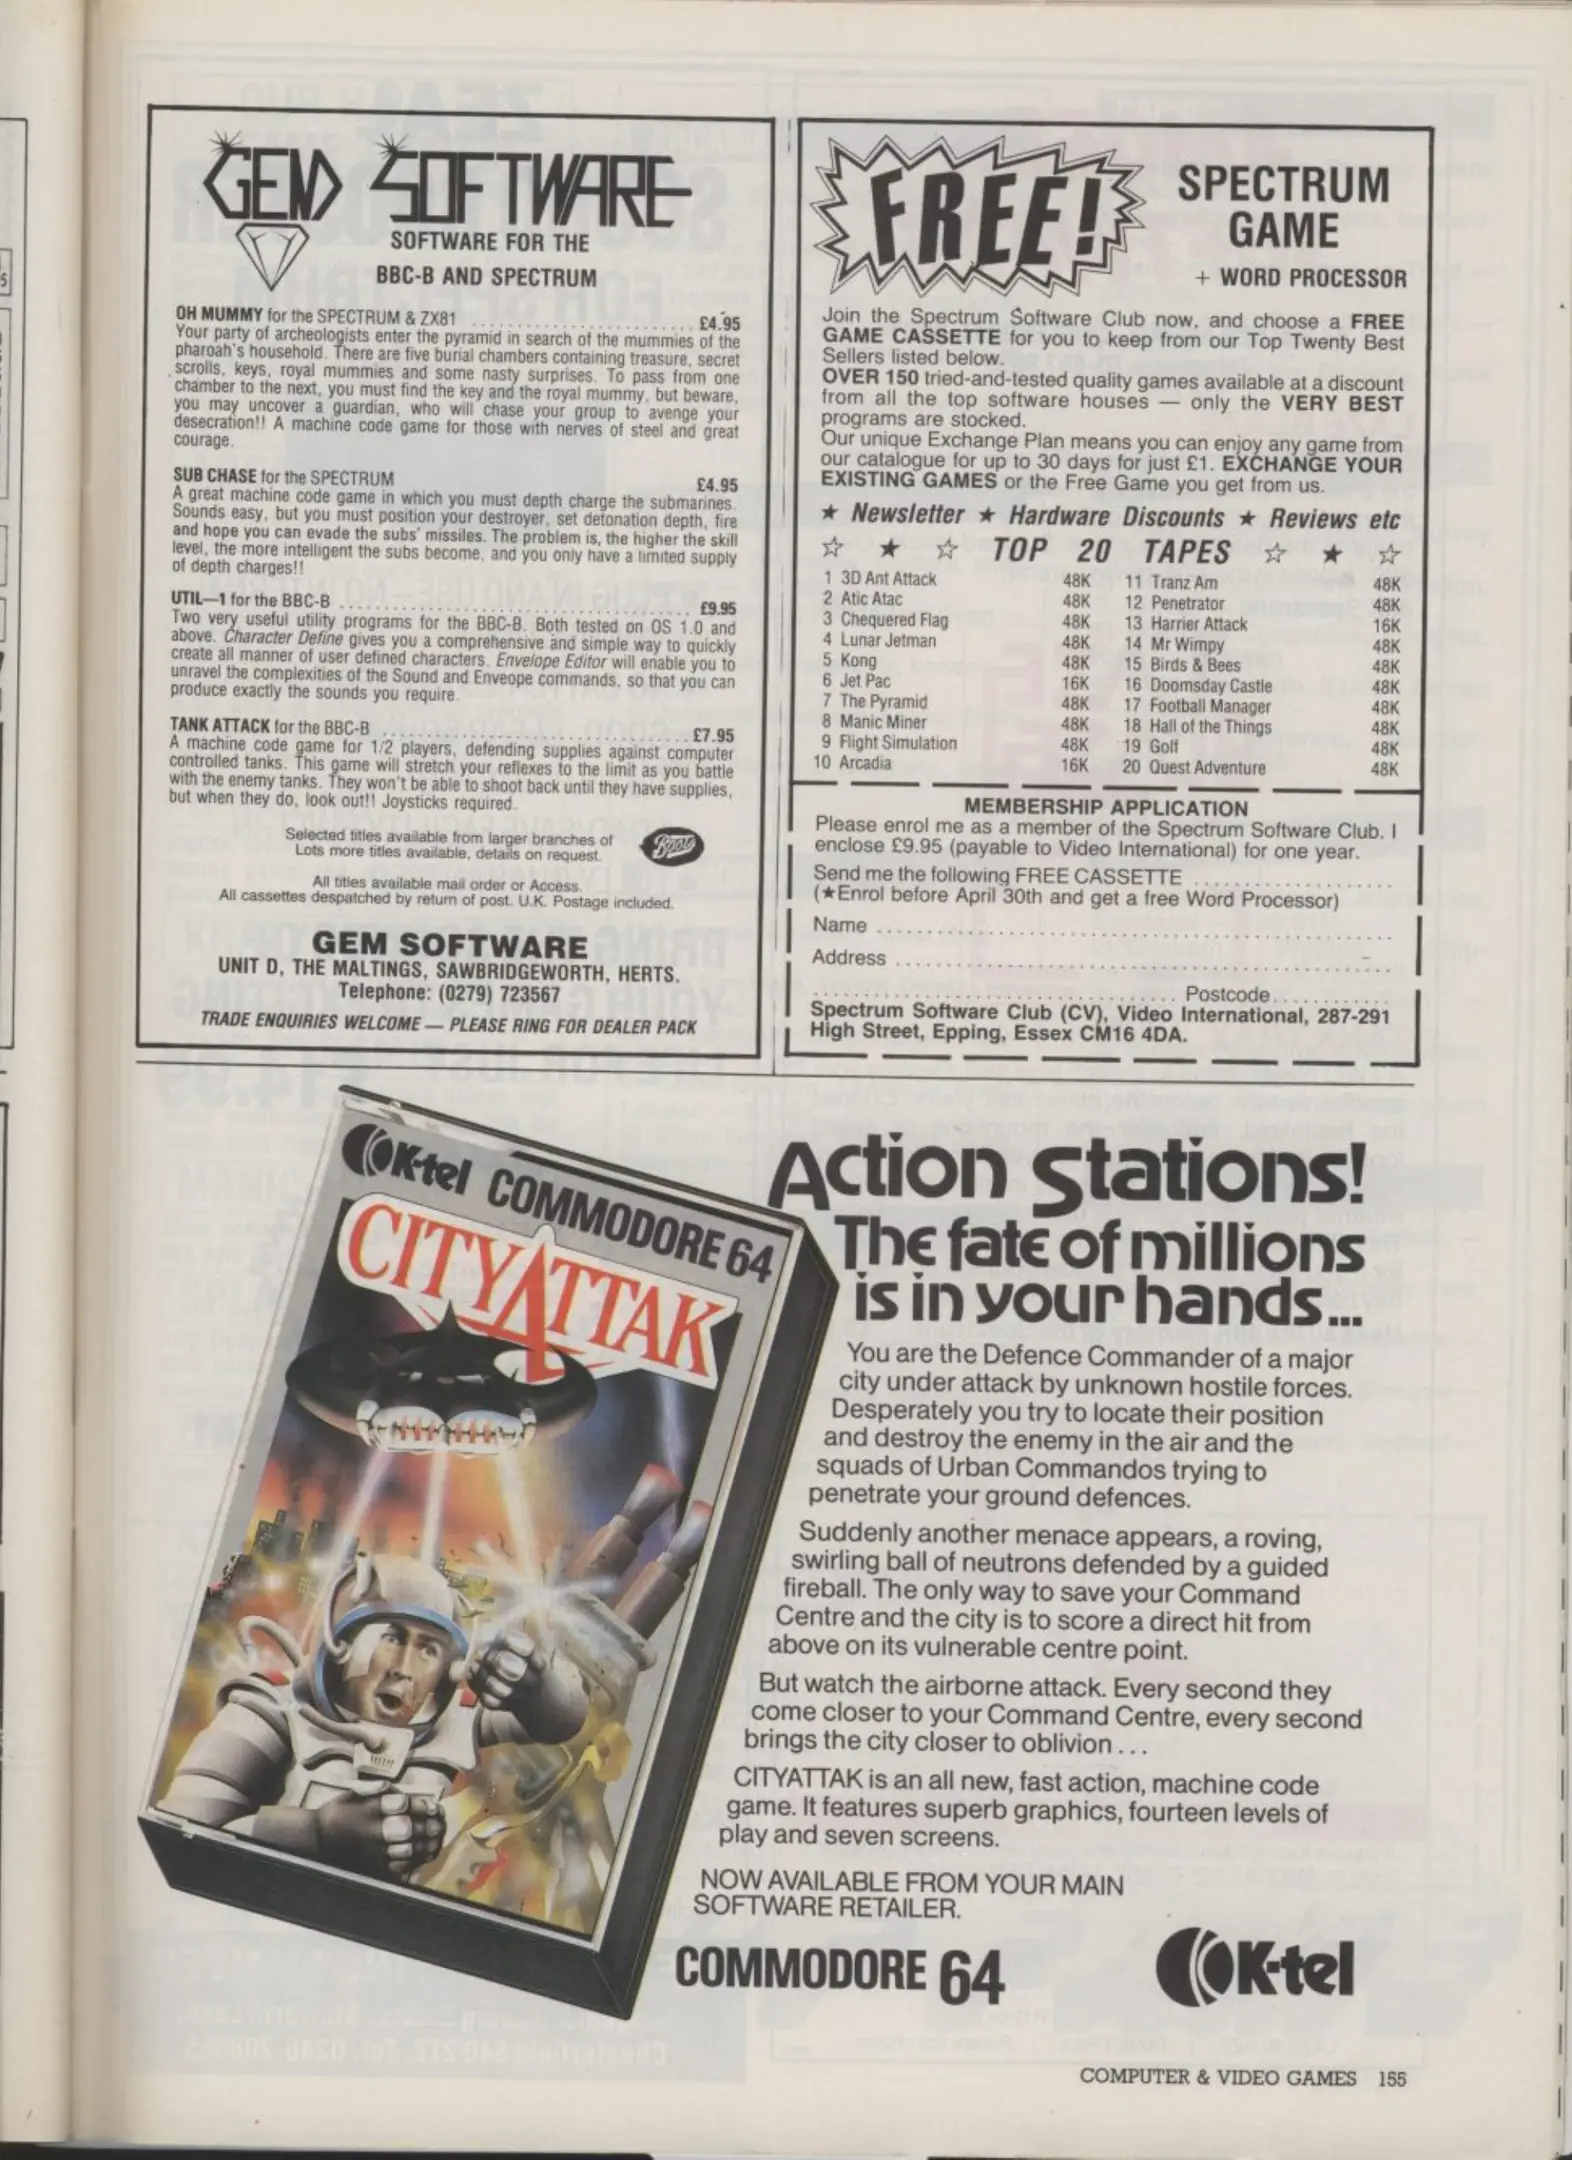 GEM SOFTWARE
SOFTWARE FOR THE
BBC-B AND SPECTRUM
OH MUMMY for the SPECTRUM & ZX81 ........................ £4.95
Your party of archeologists enter the pyramid in search of the mummies of the
pharoah's household. There are five burial chambers containing treasure, secret
scrolls, keys, royal mummies and some nasty surprises. To pass from one
chamber to the next, you must find the key and the royal mummy, but beware,
you may uncover a guardian, who will chase your group to avenge your
desecration!! A machine code game for those with nerves of steel and great
courage.
SUB CHASE for the SPECTRUM £4.95
A great machine code game in which you must depth charge the submarines.
Sounds easy, but you must position your destroyer, set detonation depth, fire
and hope you can evade the subs' missiles. The problem is, the higher the skill
level, the more intelligent the subs become, and you only have a limited supply
of depth charges!!
UTIL—1 for the BBC-B ...................................... £9.95
Two very useful utility programs for the BBC-B. Both tested on OS 1.0 and
above. Character Define gives you a comprehensive and simple way to quickly
create all manner of user defined characters. Envelope Editor will enable you to
unravel the complexities of the Sound and Enveope commands, so that you can
produce exactly the sounds you require.
TANK ATTACK for the BBC-B .................................. £7.95
A machine code game for 1/2 players, defending supplies against computer
controlled tanks. This game will stretch your reflexes to the limit as you battle
with the enemy tanks. They won't be able to shoot back until they have supplies,
but when they do, look out!! Joysticks required.
Selected titles available from larger branches of Boots
Lots more titles available, details on request.
All titles available mail order or Access.
All cassettes despatched by return of post. U.K. Postage included.
GEM SOFTWARE
UNIT D, THE MALTINGS, SAWBRIDGEWORTH, HERTS.
Telephone: (0279) 723567
TRADE ENQUIRIES WELCOME — PLEASE RING FOR DEALER PACK
FREE!
SPECTRUM
GAME
+ WORD PROCESSOR
Join the Spectrum Software Club now, and choose a FREE
GAME CASSETTE for you to keep from our Top Twenty Best
Sellers listed below.
OVER 150 tried-and-tested quality games available at a discount
from all the top software houses — only the VERY BEST
programs are stocked.
Our unique Exchange Plan means you can enjoy any game from
our catalogue for up to 30 days for just £1. EXCHANGE YOUR
EXISTING GAMES or the Free Game you get from us.
★ Newsletter ★ Hardware Discounts ★ Reviews etc
☆ ★ ☆ TOP 20 TAPES ☆ ★ ☆
1 3D Ant Attack 48K 11 Tranz Am 48K
2 Atic Atac 48K 12 Penetrator 48K
3 Chequered Flag 48K 13 Harrier Attack 16K
4 Lunar Jetman 48K 14 Mr Wimpy 48K
5 Kong 48K 15 Birds & Bees 48K
6 Jet Pac 16K 16 Doomsday Castle 48K
7 The Pyramid 48K 17 Football Manager 48K
8 Manic Miner 48K 18 Hall of the Things 48K
9 Flight Simulation 48K 19 Golf 48K
10 Arcadia 16K 20 Quest Adventure 48K
MEMBERSHIP APPLICATION
Please enrol me as a member of the Spectrum Software Club. I
enclose £9.95 (payable to Video International) for one year.
Send me the following FREE CASSETTE ....................
(★Enrol before April 30th and get a free Word Processor)
Name ....................................................
Address ..................................................
..................................... Postcode............
Spectrum Software Club (CV), Video International, 287-291
High Street, Epping, Essex CM16 4DA.
K-tel COMMODORE 64
CITYATTAK
Action Stations!
The fate of millions
is in your hands...
You are the Defence Commander of a major
city under attack by unknown hostile forces.
Desperately you try to locate their position
and destroy the enemy in the air and the
squads of Urban Commandos trying to
penetrate your ground defences.
Suddenly another menace appears, a roving,
swirling ball of neutrons defended by a guided
fireball. The only way to save your Command
Centre and the city is to score a direct hit from
above on its vulnerable centre point.
But watch the airborne attack. Every second they
come closer to your Command Centre, every second
brings the city closer to oblivion...
CITYATTAK is an all new, fast action, machine code
game. It features superb graphics, fourteen levels of
play and seven screens.
NOW AVAILABLE FROM YOUR MAIN
SOFTWARE RETAILER.
COMMODORE 64
K-tel
COMPUTER & VIDEO GAMES 155